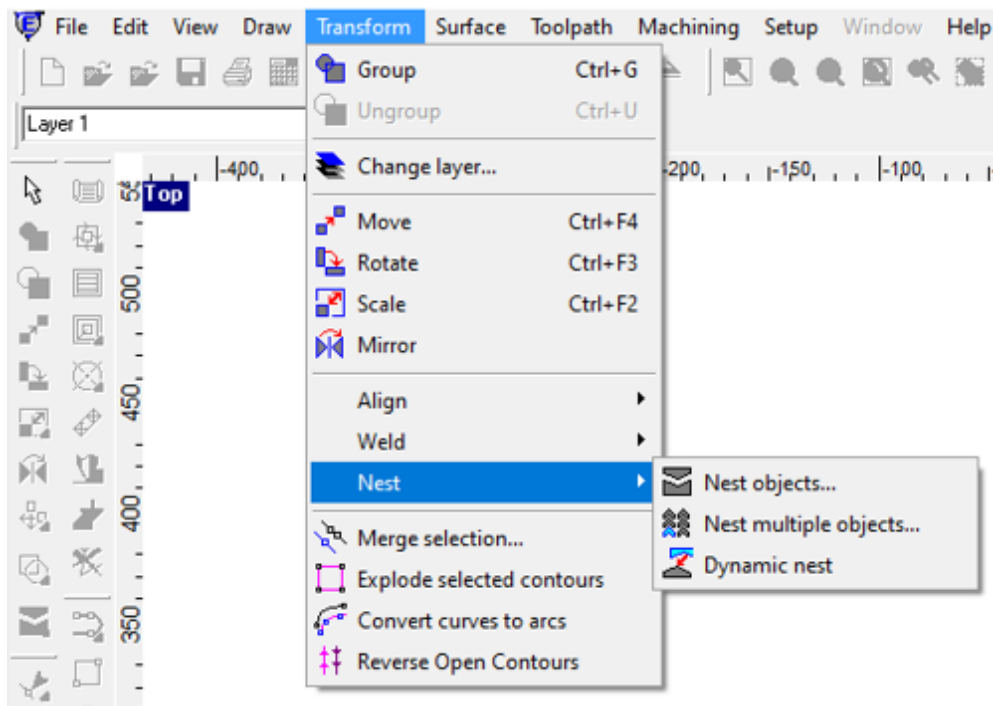 File Edit View Draw Transform Surface Toolpath Machining Setup Window Help
Group Ctrl+G
Ungroup Ctrl+U
Layer 1
Change layer...
-400 -200 -150 -100
Top
Move Ctrl+F4
Rotate Ctrl+F3
500
Scale Ctrl+F2
Mirror
Align
450
Weld
Nest
Nest objects...
400
Nest multiple objects...
Merge selection...
Dynamic nest
Explode selected contours
350
Convert curves to arcs
Reverse Open Contours